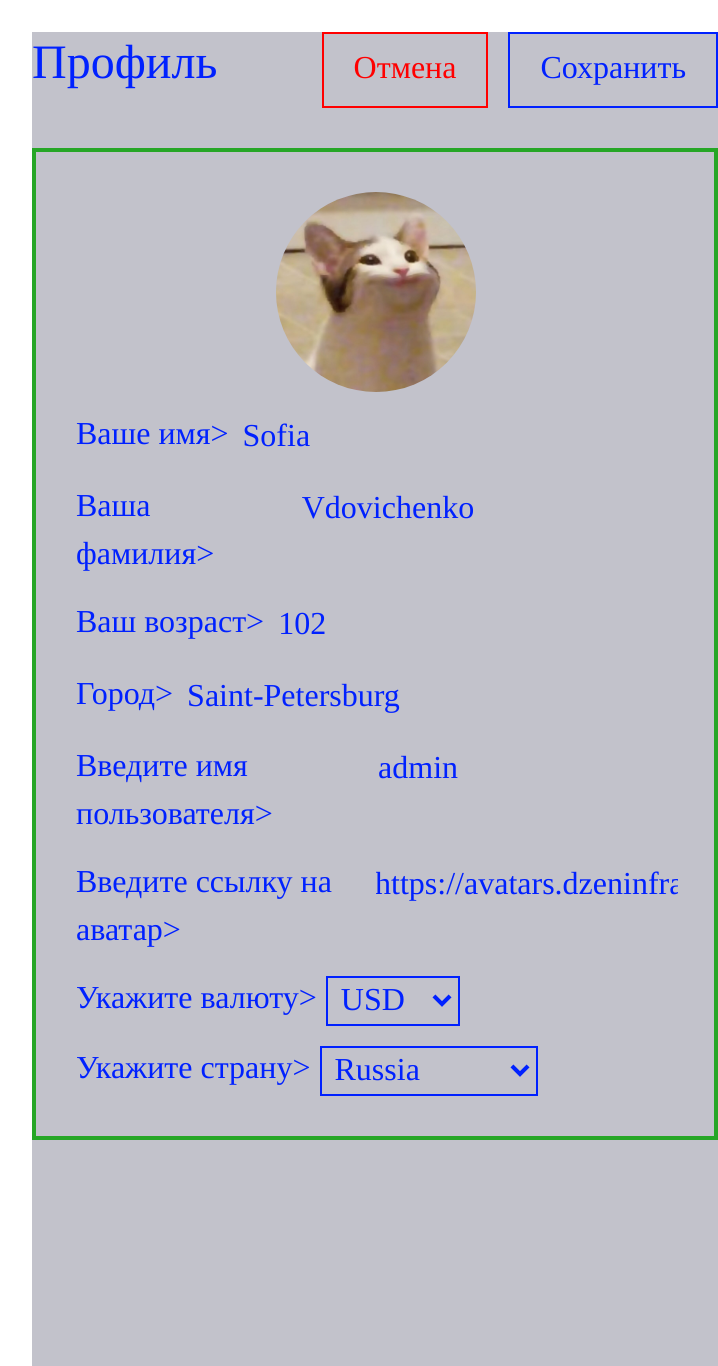 Профиль Отмена Сохранить
Ваше имя> Sofia
Ваша Vdovichenko
фамилия>
Ваш возраст> 102
Город> Saint-Petersburg
Введите имя admin
пользователя>
Введите ссылку на https://avatars.dzeninfra
аватар>
Укажите валюту> USD
Укажите страну> Russia